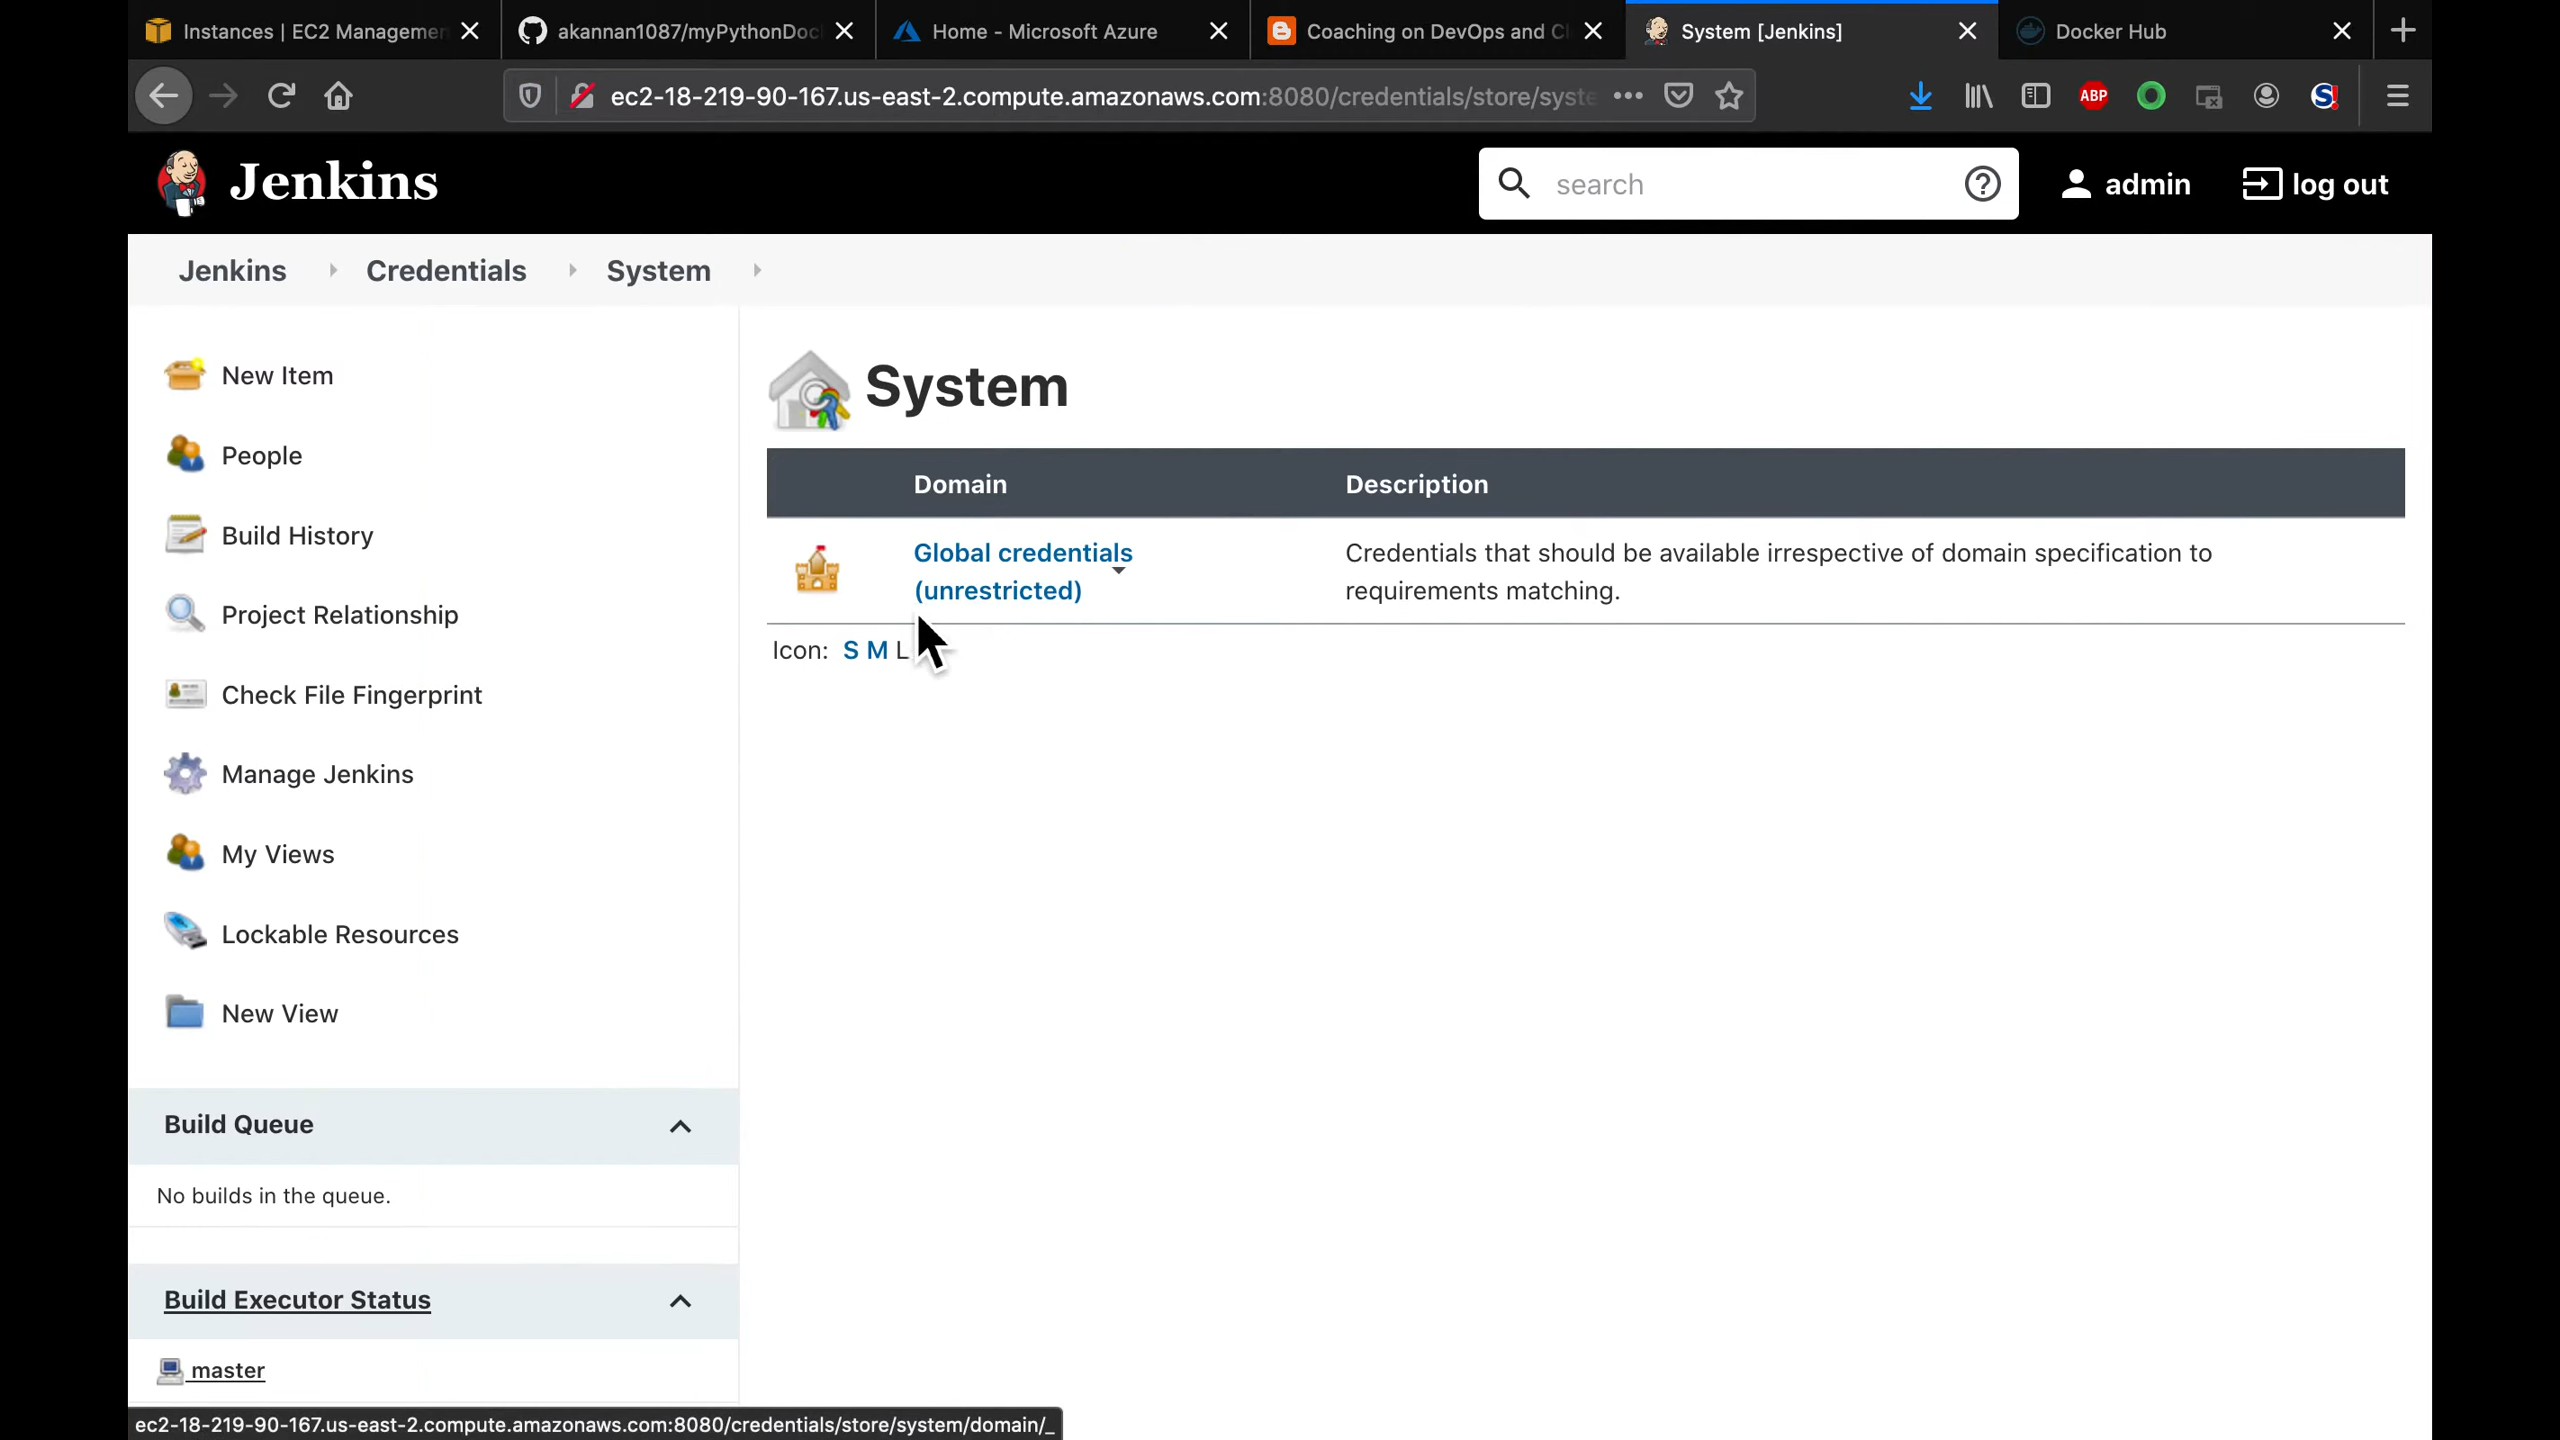 Instances | EC2 Managemen
akannan1087/myPythonDoc
Home - Microsoft Azure
Coaching on DevOps and Cl
System [Jenkins]
Docker Hub
ec2-18-219-90-167.us-east-2.compute.amazonaws.com:8080/credentials/store/syste
ABP
Jenkins
search
admin
log out
Jenkins
Credentials
System
New Item
People
Build History
Project Relationship
Check File Fingerprint
Manage Jenkins
My Views
Lockable Resources
New View
Build Queue
No builds in the queue.
Build Executor Status
master
System
Domain
Description
Global credentials
(unrestricted)
Credentials that should be available irrespective of domain specification to
requirements matching.
Icon: S M L
ec2-18-219-90-167.us-east-2.compute.amazonaws.com:8080/credentials/store/system/domain/_